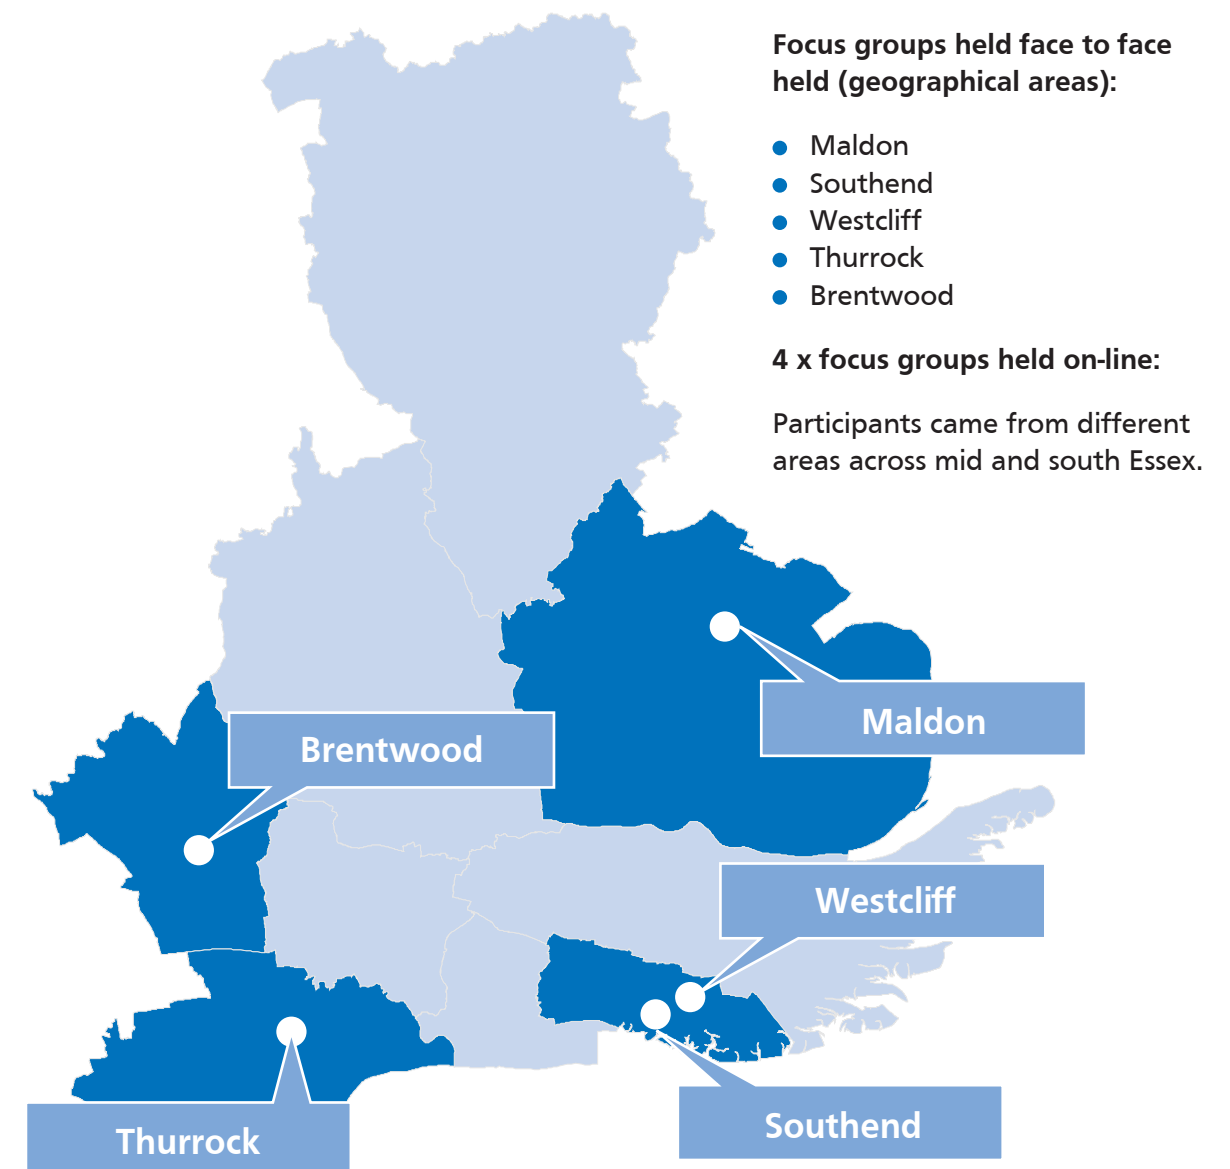 Focus groups held face to face
held (geographical areas):
Maldon
Southend
Westcliff
Thurrock
Brentwood
4 x focus groups held on-line:
Participants came from different
areas across mid and south Essex.
Maldon
Brentwood
Westcliff
Southend
Thurrock